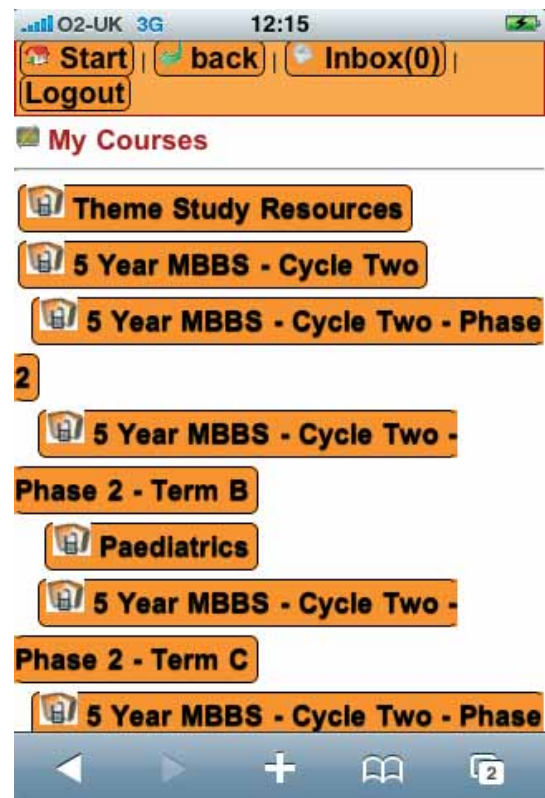 O2-UK 3G 12:15
Start | back | Inbox(0) |
Logout
My Courses
Theme Study Resources
5 Year MBBS - Cycle Two
5 Year MBBS - Cycle Two - Phase
2
5 Year MBBS - Cycle Two -
Phase 2 - Term B
Paediatrics
5 Year MBBS - Cycle Two -
Phase 2 - Term C
5 Year MBBS - Cycle Two - Phase
2